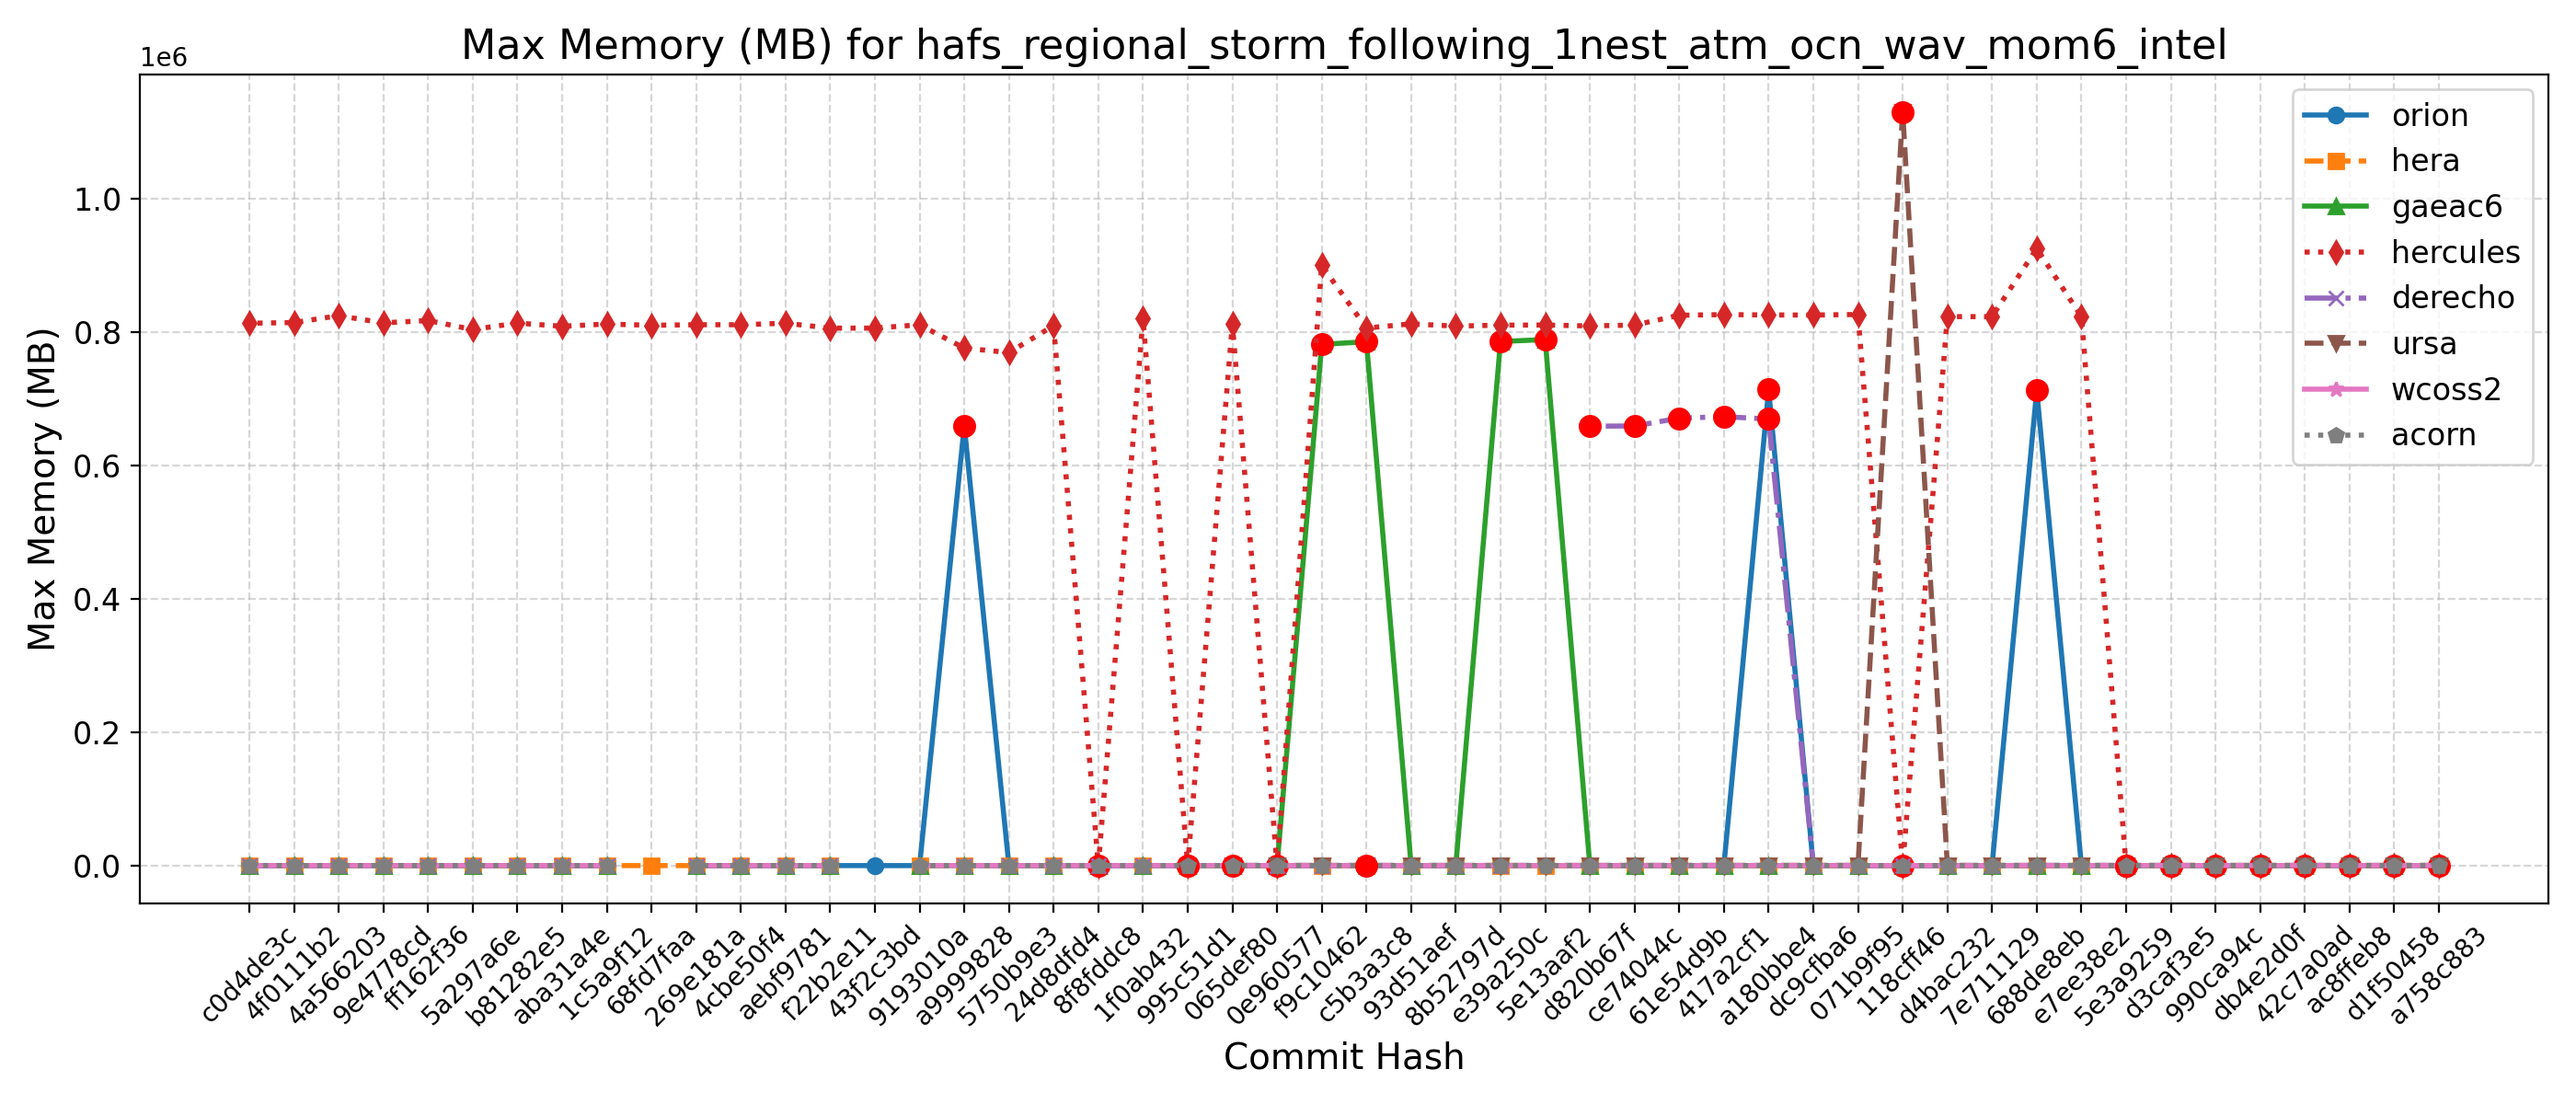 Max Memory (MB) for hafs_regional_storm_following_1nest_atm_ocn_wav_mom6_intel
1e6
1.0
0.8
0.6
0.4
0.2
0.0
Max Memory (MB)
orion
hera
gaeac6
hercules
derecho
ursa
wcoss2
acorn
c0d4de3c
4f0111b2
4a566203
9e4778cd
ff162f36
5a297a6e
b81282e5
aba31a4e
1c5a9f12
68fd7faa
269e181a
4cbe50f4
aebf9781
f22b2e11
43f2c3bd
9193010a
a9999828
5750b9e3
24d8dfd4
8f8fddc8
1f0ab432
995c51d1
065def80
0e960577
f9c10462
c5b3a3c8
93d51aef
8b52797d
e39a250c
5e13aaf2
d820b67f
ce74044c
61e54d9b
417a2cf1
a180bbe4
dc9cfba6
071b9f95
118cff46
d4bac232
7e711129
688de8eb
e7ee38e2
5e3a9259
d3caf3e5
990ca94c
db4e2d0f
42c7a0ad
ac8ffeb8
d1f50458
a758c883
Commit Hash